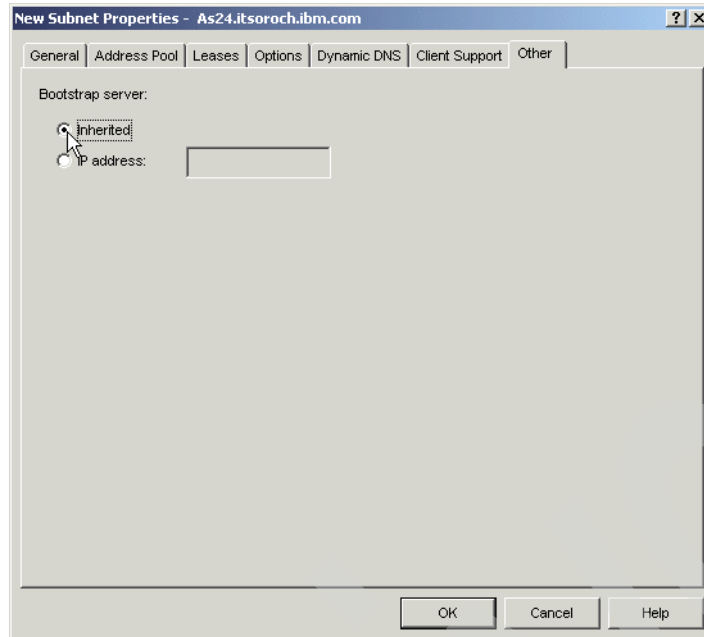 New Subnet Properties - As24.itsoroch.ibm.com
General Address Pool Leases Options Dynamic DNS Client Support Other
Bootstrap server:
Inherited
IP address:
OK Cancel Help